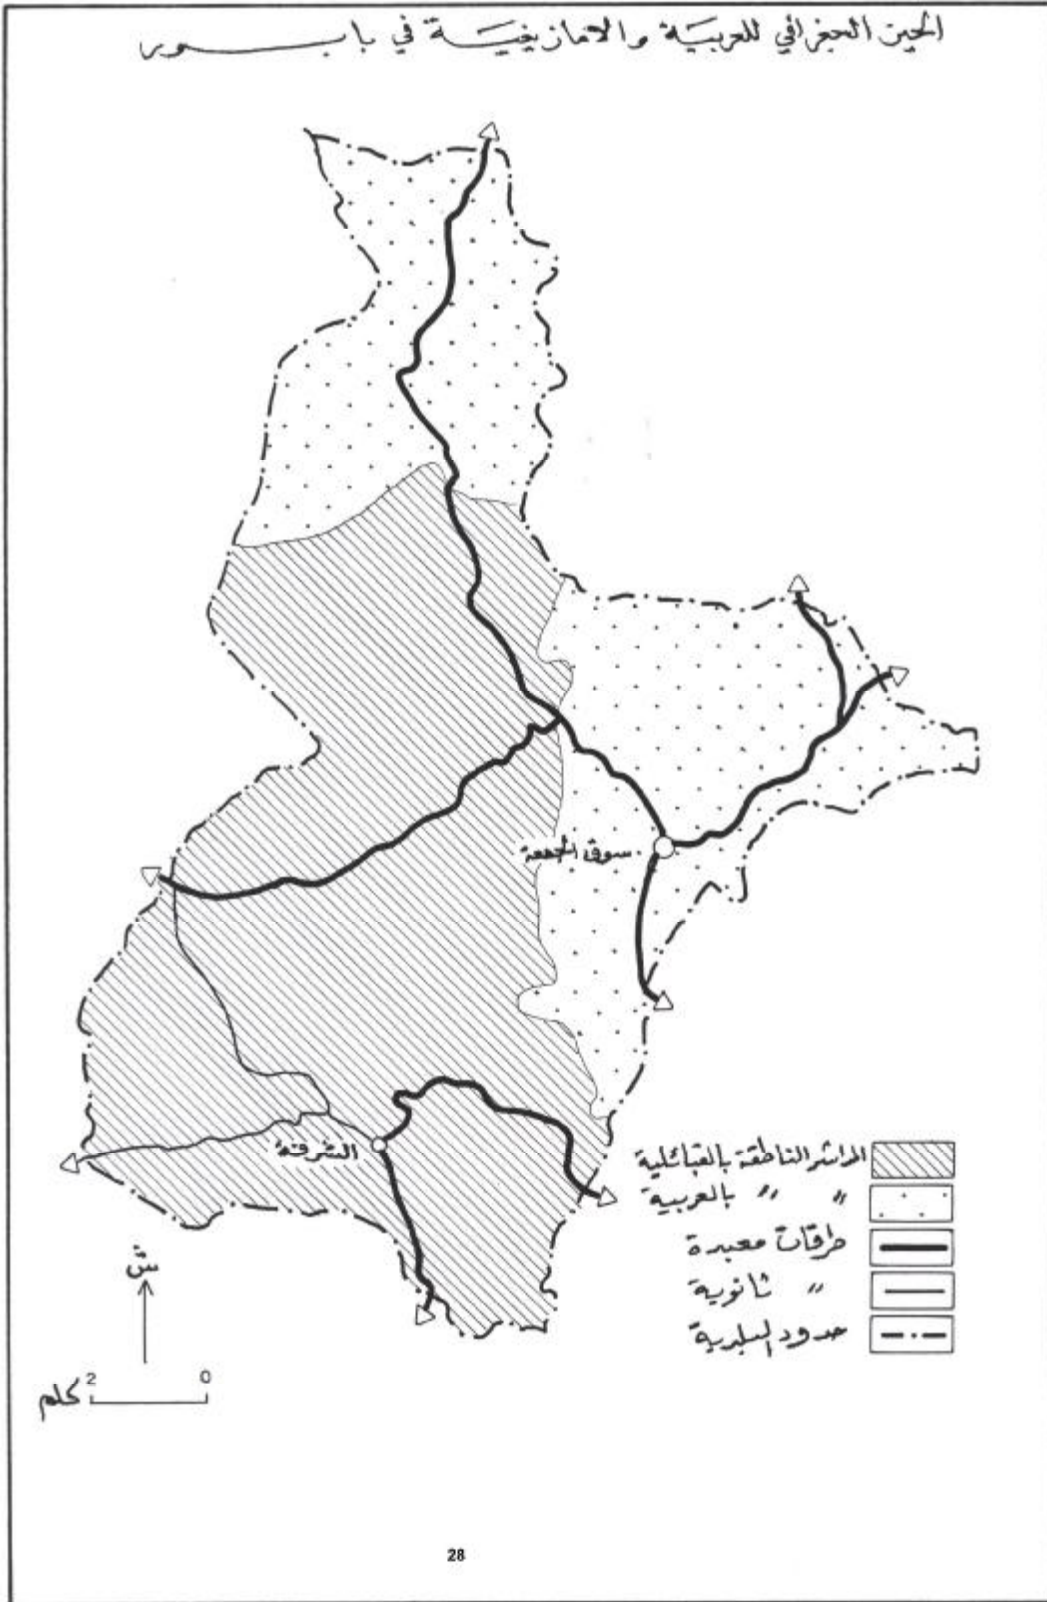 الحيز الجغرافي للعربية والأمازيغية في بابور
سوق الجمعة
الشرفة
المداشر الناطقة بالقبائلية
〃 〃 بالعربية
طرقات معبدة
〃 ثانوية
حدود البلدية
ش
كلم 2 0
28